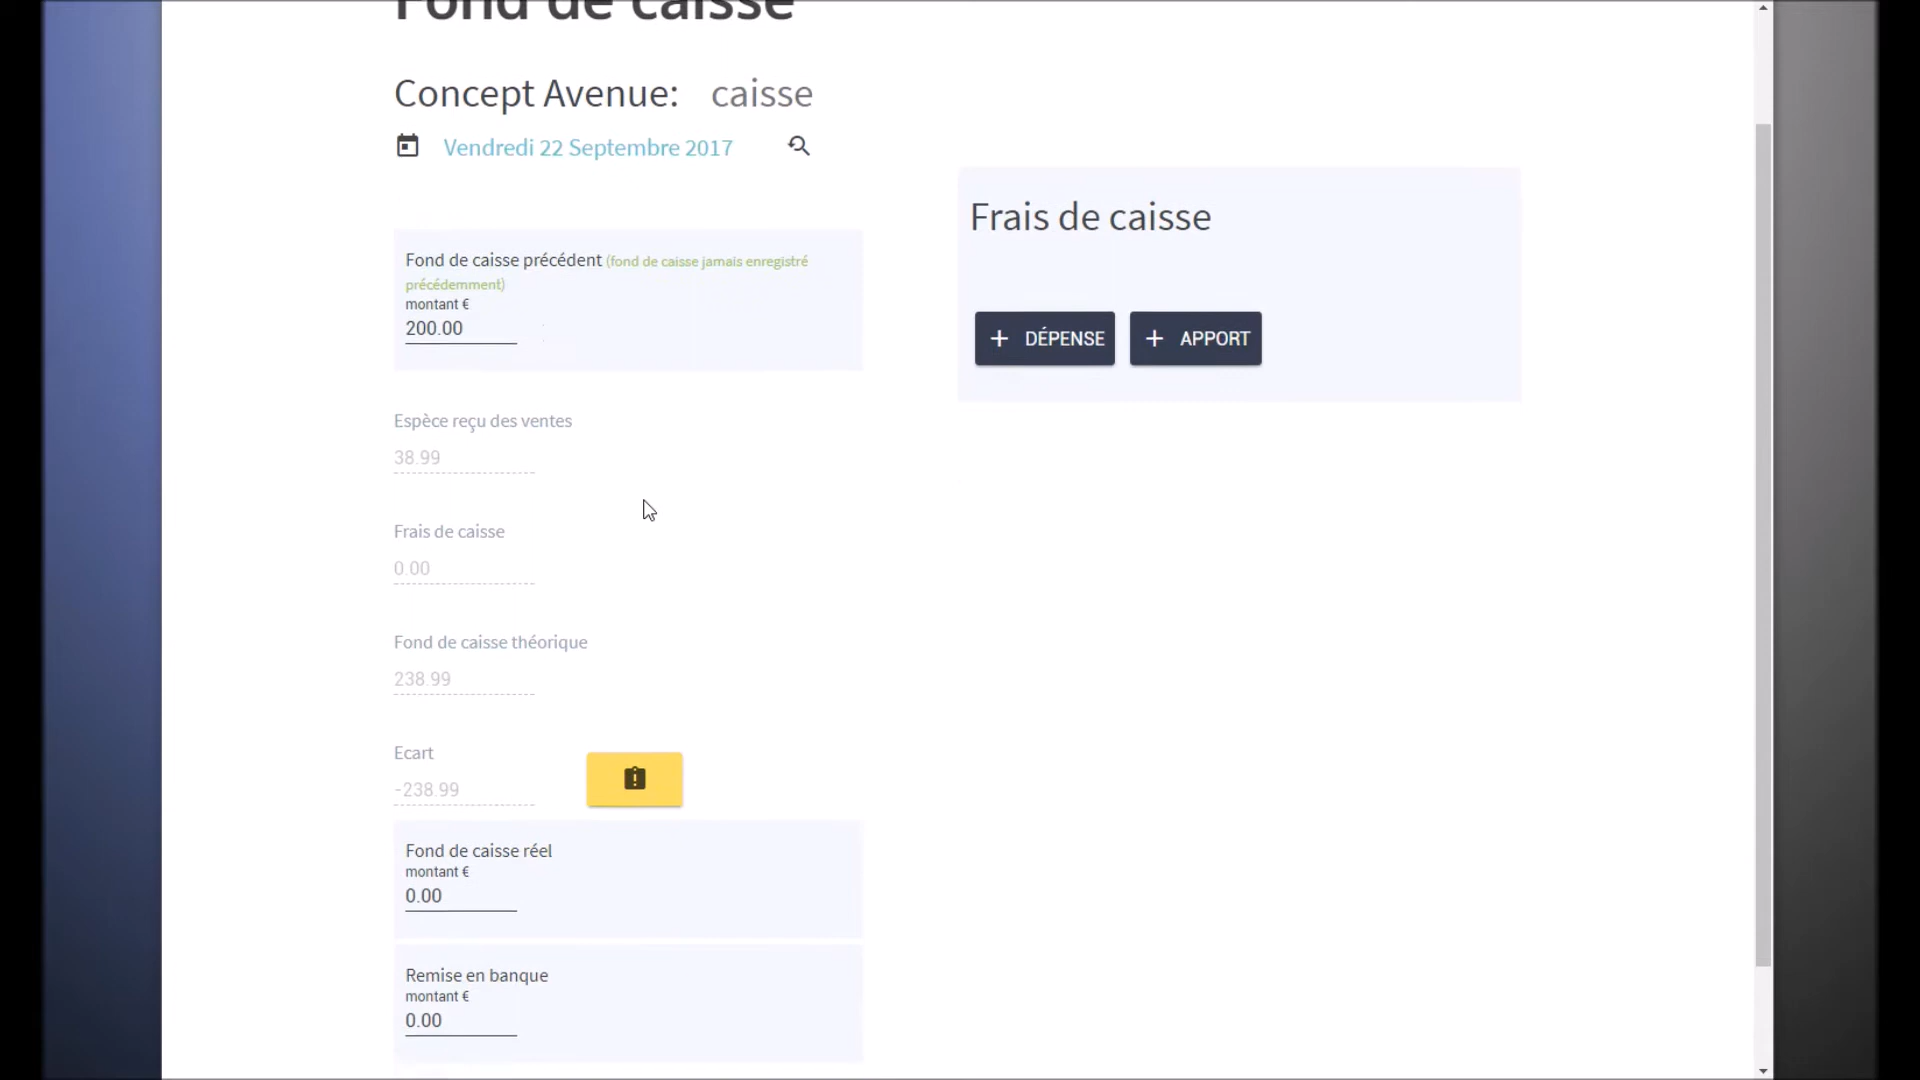 Fond de caisse
Concept Avenue: caisse
Vendredi 22 Septembre 2017
Fond de caisse précédent (fond de caisse jamais enregistré
précédemment)
montant €
200.00
Espèce reçu des ventes
38.99
Frais de caisse
0.00
Fond de caisse théorique
238.99
Ecart
-238.99
Fond de caisse réel
montant €
0.00
Remise en banque
montant €
0.00
Frais de caisse
+ DÉPENSE
+ APPORT